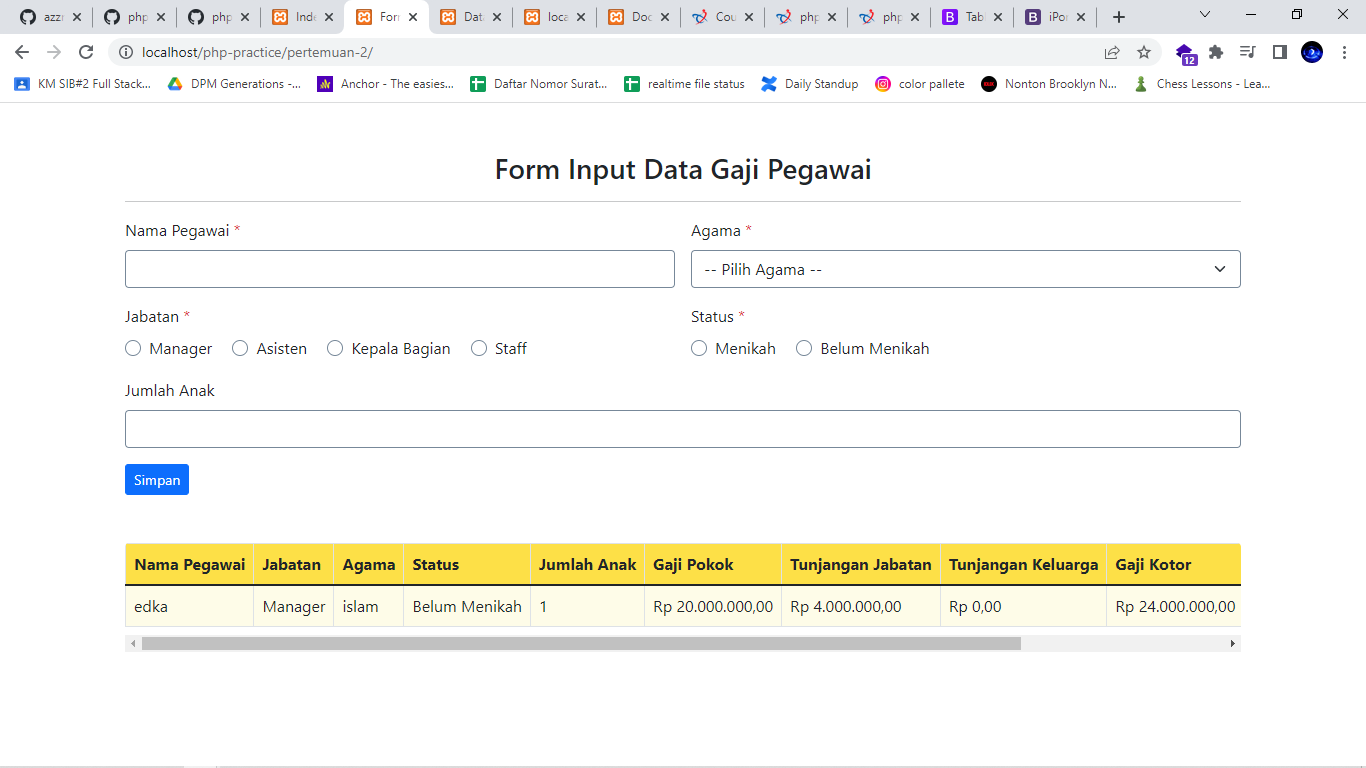 azzr
php
php
Inde
Form
Data
loca
Doc
Cou
php
php
Tab
iPo
localhost/php-practice/pertemuan-2/
12
KM SIB#2 Full Stack...
DPM Generations -...
Anchor - The easies...
Daftar Nomor Surat...
realtime file status
Daily Standup
color pallete
Nonton Brooklyn N...
Chess Lessons - Lea...
Form Input Data Gaji Pegawai
Nama Pegawai *
Agama *
-- Pilih Agama --
Jabatan *
Status *
Manager Asisten Kepala Bagian Staff
Menikah Belum Menikah
Jumlah Anak
Simpan
Nama Pegawai Jabatan Agama Status Jumlah Anak Gaji Pokok Tunjangan Jabatan Tunjangan Keluarga Gaji Kotor
edka Manager islam Belum Menikah 1 Rp 20.000.000,00 Rp 4.000.000,00 Rp 0,00 Rp 24.000.000,00